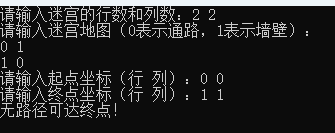 请输入迷宫的行数和列数：2 2
请输入迷宫地图（0表示通路，1表示墙壁）：
0 1
1 0
请输入起点坐标（行 列）：0 0
请输入终点坐标（行 列）：1 1
无路径可达终点!